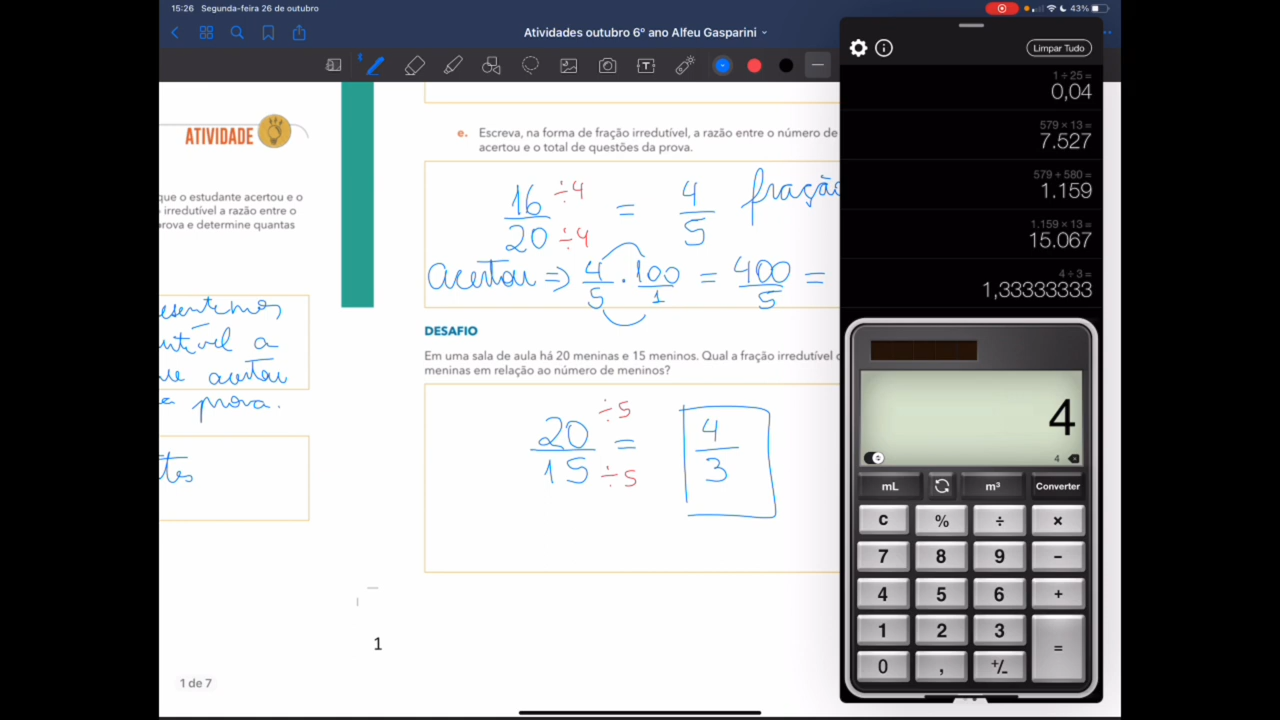 15:26 Segunda-feira 26 de outubro
43%
Atividades outubro 6º ano Alfeu Gasparini
ATIVIDADE
que o estudante acertou e o
irredutível a razão entre o
prova e determine quantas
esentemos
utível a
acertou
prova.
tes
1
1 de 7
e. Escreva, na forma de fração irredutível, a razão entre o número de
acertou e o total de questões da prova.
16/20 ÷4 ÷4 = 4/5 fração
acertou ⇒ 4/5 . 100/1 = 400/5 =
DESAFIO
Em uma sala de aula há 20 meninas e 15 meninos. Qual a fração irredutível
meninas em relação ao número de meninos?
20/15 ÷5 ÷5 = 4/3
Limpar Tudo
1 ÷ 25 =
0,04
579 × 13 =
7.527
579 + 580 =
1.159
1.159 × 13 =
15.067
4 ÷ 3 =
1,33333333
4
4
mL m³ Converter
C % ÷ ×
7 8 9 −
4 5 6 +
1 2 3 =
0 , +/-